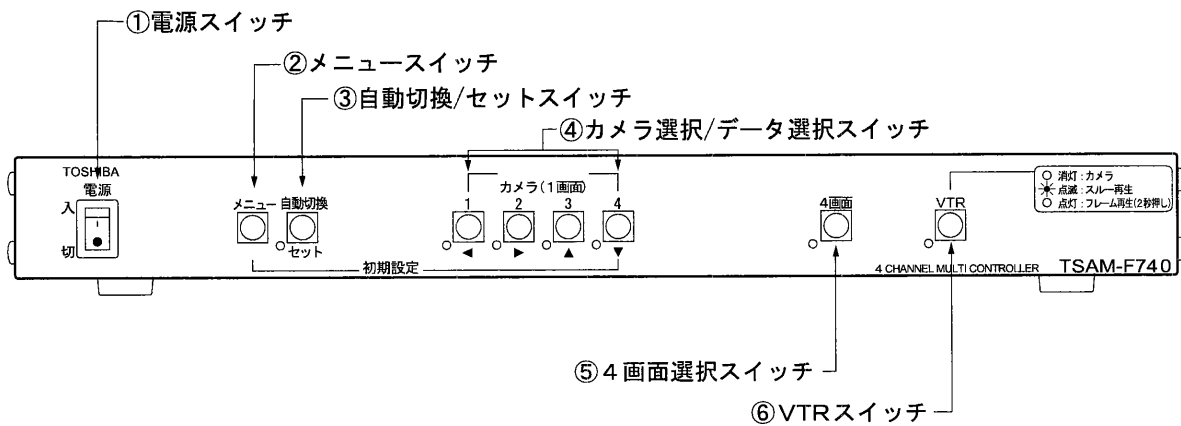 ①電源スイッチ
②メニュースイッチ
③自動切換/セットスイッチ
④カメラ選択/データ選択スイッチ
TOSHIBA
電源
入
切
メニュー 自動切換
セット
カメラ(1画面)
1 2 3 4
◀ ▶ ▲ ▼
初期設定
4画面
VTR
消灯:カメラ
点滅:スルー再生
点灯:フレーム再生(2秒押し)
4 CHANNEL MULTI CONTROLLER TSAM-F740
⑤4画面選択スイッチ
⑥VTRスイッチ